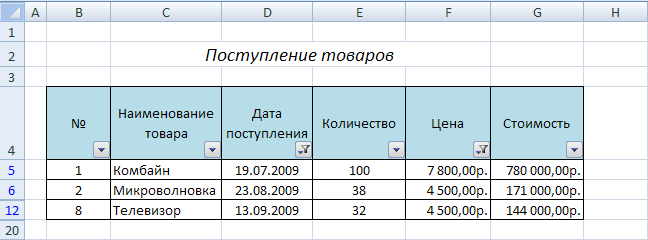 A B C D E F G H
1
2 Поступление товаров
3
4 № Наименование товара Дата поступления Количество Цена Стоимость
5 1 Комбайн 19.07.2009 100 7 800,00р. 780 000,00р.
6 2 Микроволновка 23.08.2009 38 4 500,00р. 171 000,00р.
12 8 Телевизор 13.09.2009 32 4 500,00р. 144 000,00р.
20